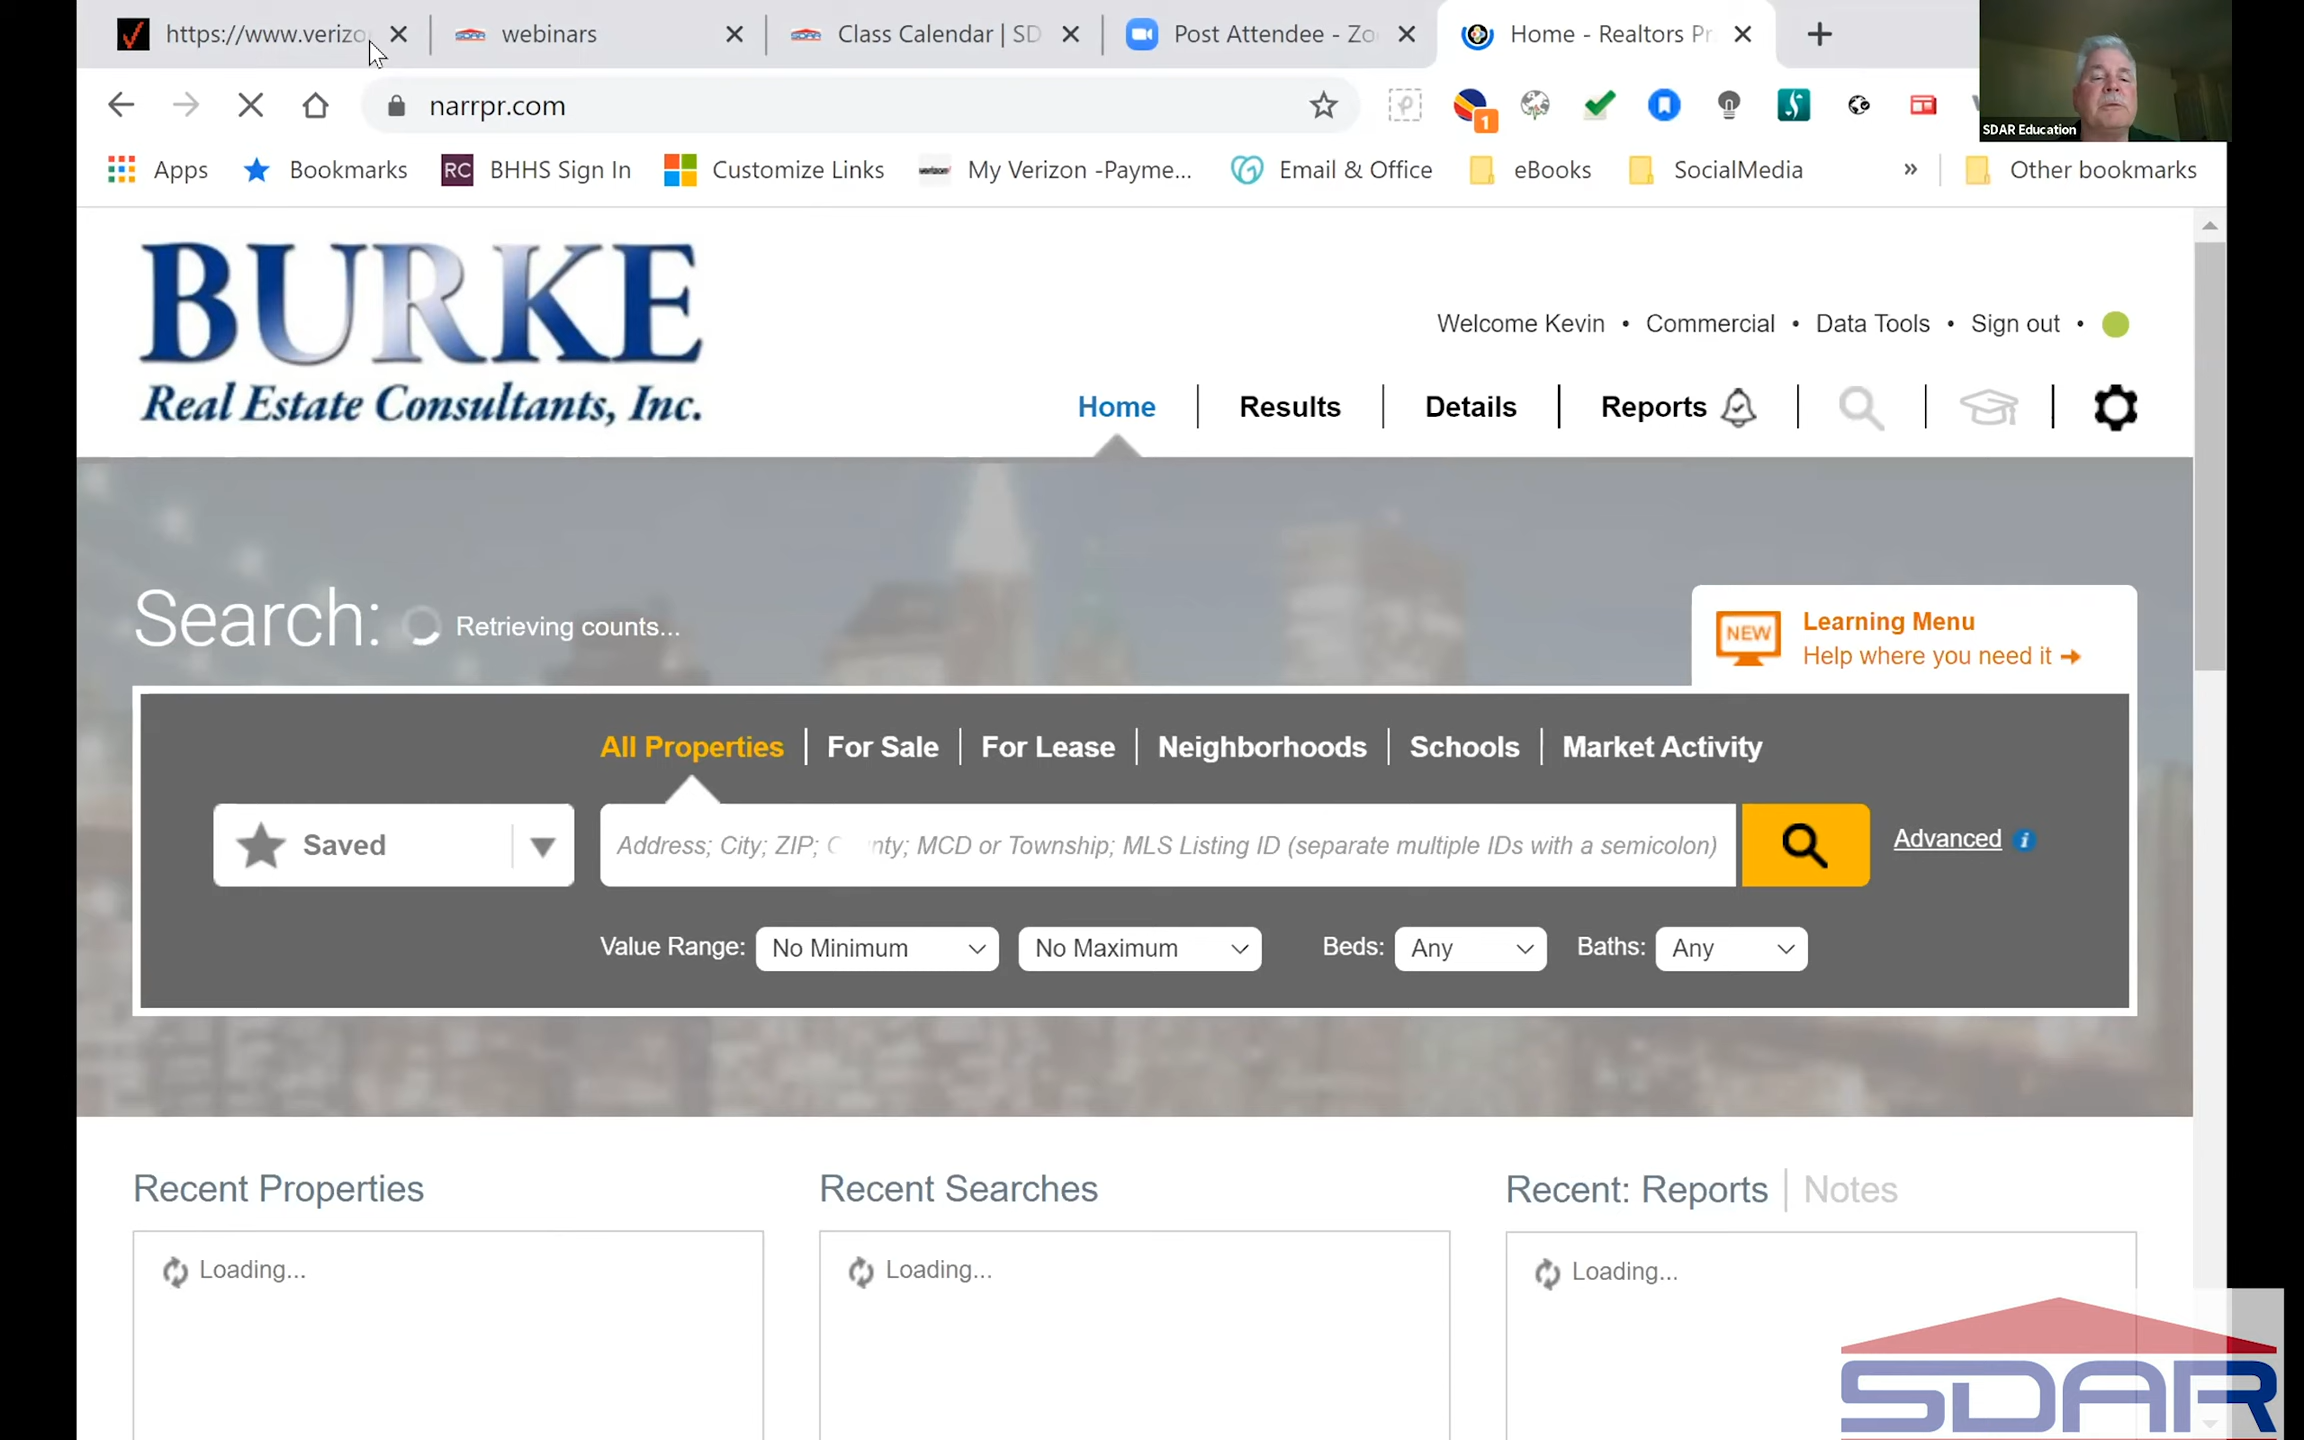 https://www.verizo
webinars
Class Calendar | SD
Post Attendee - Zo
Home - Realtors Pr
narrpr.com
1
SDAR Education
Apps
Bookmarks
RC BHHS Sign In
Customize Links
verizon My Verizon -Payme...
Email & Office
eBooks
SocialMedia
»
Other bookmarks
BURKE
Real Estate Consultants, Inc.
Welcome Kevin • Commercial • Data Tools • Sign out •
Home | Results | Details | Reports
Search: Retrieving counts...
NEW Learning Menu
Help where you need it
All Properties | For Sale | For Lease | Neighborhoods | Schools | Market Activity
Saved
Address; City; ZIP; C nty; MCD or Township; MLS Listing ID (separate multiple IDs with a semicolon)
Advanced i
Value Range: No Minimum No Maximum Beds: Any Baths: Any
Recent Properties
Recent Searches
Recent: Reports | Notes
Loading...
Loading...
Loading...
SDAR